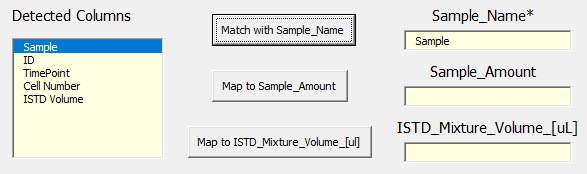 Detected Columns
Sample
ID
TimePoint
Cell Number
ISTD Volume
Match with Sample_Name
Map to Sample_Amount
Map to ISTD_Mixture_Volume_[ul]
Sample_Name*
Sample
Sample_Amount
ISTD_Mixture_Volume_[uL]